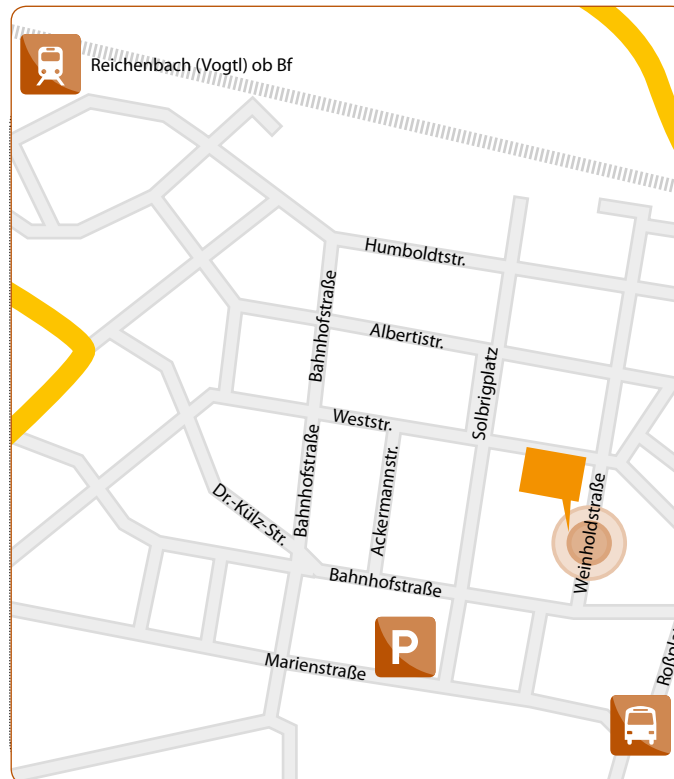 Reichenbach (Vogtl) ob Bf
Humboldtstr.
Bahnhofstraße
Albertistr.
Solbrigplatz
Weststr.
Bahnhofstraße
Ackermannstr.
Dr.-Külz-Str.
Weinholdstraße
Bahnhofstraße
P
Marienstraße